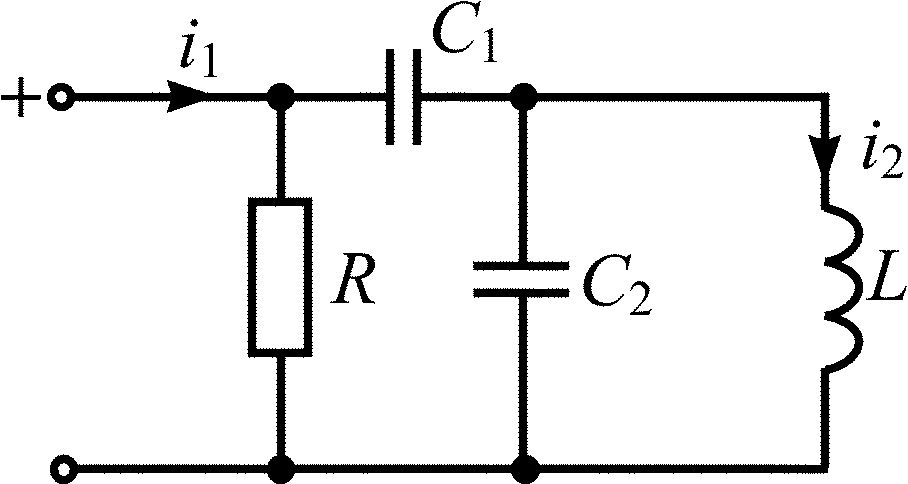 C₁
i₁
+
i₂
R
C₂
L